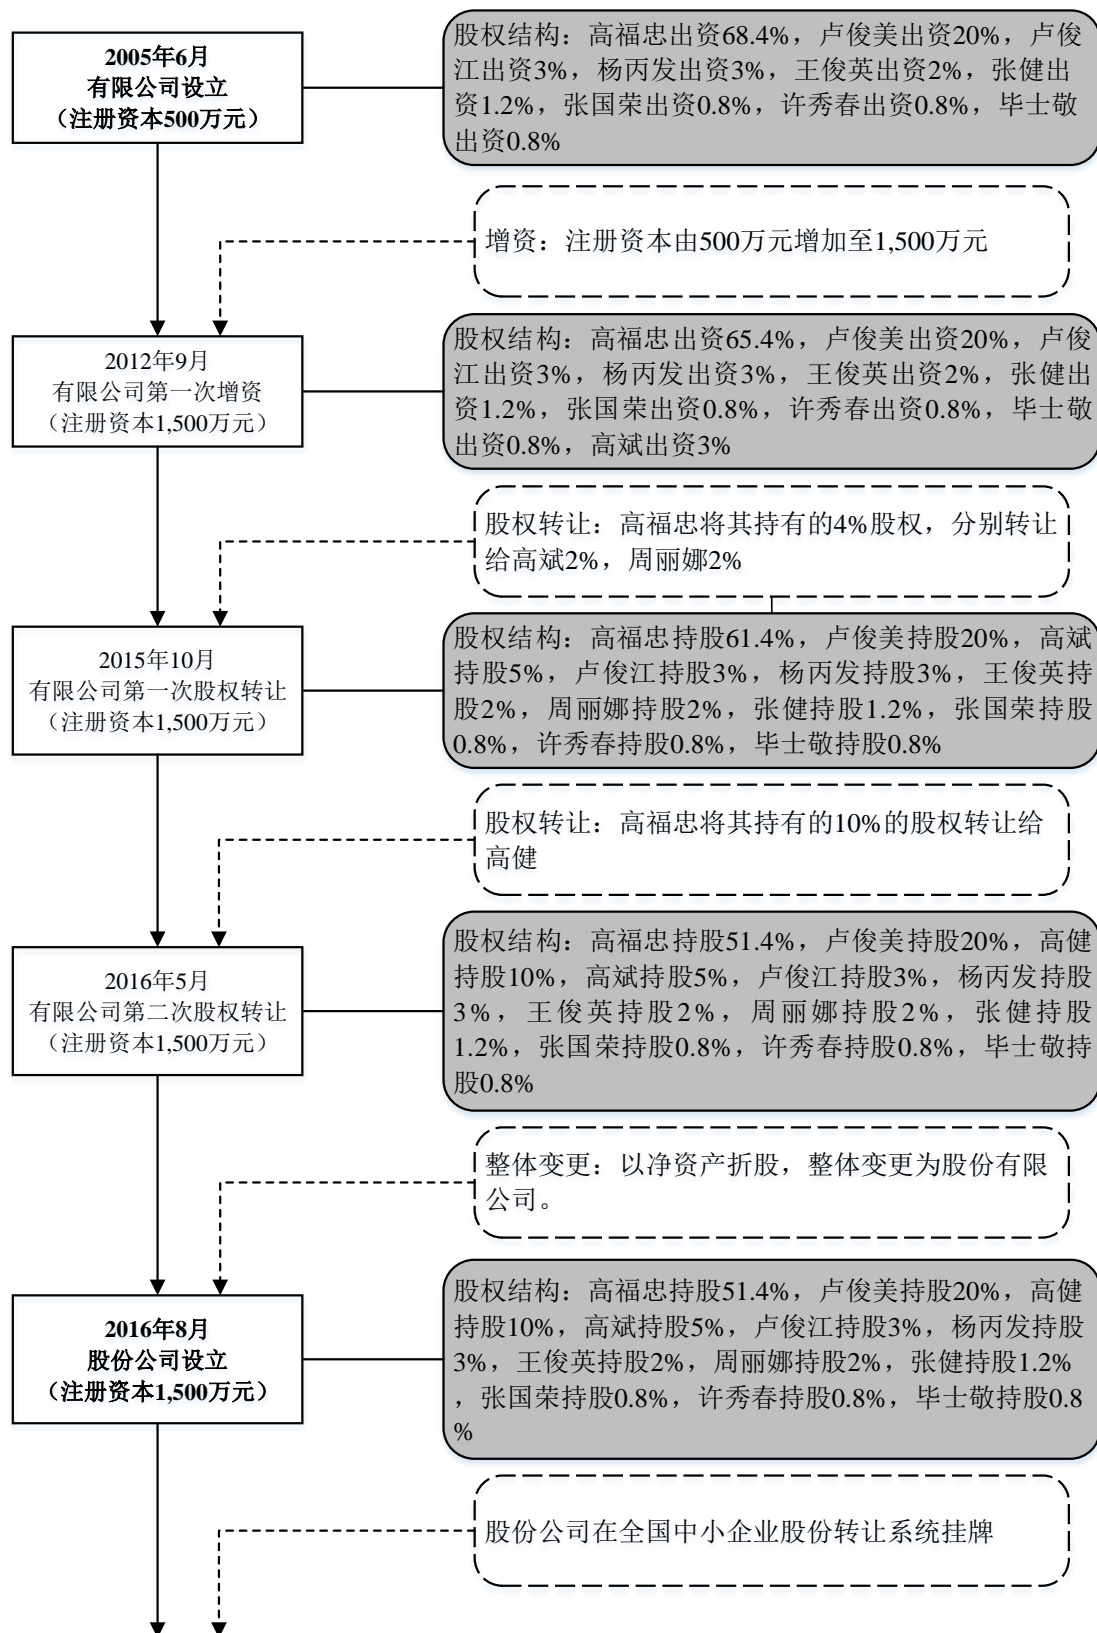 2005年6月
有限公司设立
（注册资本500万元）
股权结构：高福忠出资68.4%，卢俊美出资20%，卢俊
江出资3%，杨丙发出资3%，王俊英出资2%，张健出
资1.2%，张国荣出资0.8%，许秀春出资0.8%，毕士敬
出资0.8%
增资：注册资本由500万元增加至1,500万元
2012年9月
有限公司第一次增资
（注册资本1,500万元）
股权结构：高福忠出资65.4%，卢俊美出资20%，卢俊
江出资3%，杨丙发出资3%，王俊英出资2%，张健出
资1.2%，张国荣出资0.8%，许秀春出资0.8%，毕士敬
出资0.8%，高斌出资3%
股权转让：高福忠将其持有的4%股权，分别转让
给高斌2%，周丽娜2%
2015年10月
有限公司第一次股权转让
（注册资本1,500万元）
股权结构：高福忠持股61.4%，卢俊美持股20%，高斌
持股5%，卢俊江持股3%，杨丙发持股3%，王俊英持
股2%，周丽娜持股2%，张健持股1.2%，张国荣持股
0.8%，许秀春持股0.8%，毕士敬持股0.8%
股权转让：高福忠将其持有的10%的股权转让给
高健
2016年5月
有限公司第二次股权转让
（注册资本1,500万元）
股权结构：高福忠持股51.4%，卢俊美持股20%，高健
持股10%，高斌持股5%，卢俊江持股3%，杨丙发持股
3%，王俊英持股2%，周丽娜持股2%，张健持股
1.2%，张国荣持股0.8%，许秀春持股0.8%，毕士敬持
股0.8%
整体变更：以净资产折股，整体变更为股份有限
公司。
2016年8月
股份公司设立
（注册资本1,500万元）
股权结构：高福忠持股51.4%，卢俊美持股20%，高健
持股10%，高斌持股5%，卢俊江持股3%，杨丙发持股
3%，王俊英持股2%，周丽娜持股2%，张健持股1.2%
，张国荣持股0.8%，许秀春持股0.8%，毕士敬持股0.8
%
股份公司在全国中小企业股份转让系统挂牌